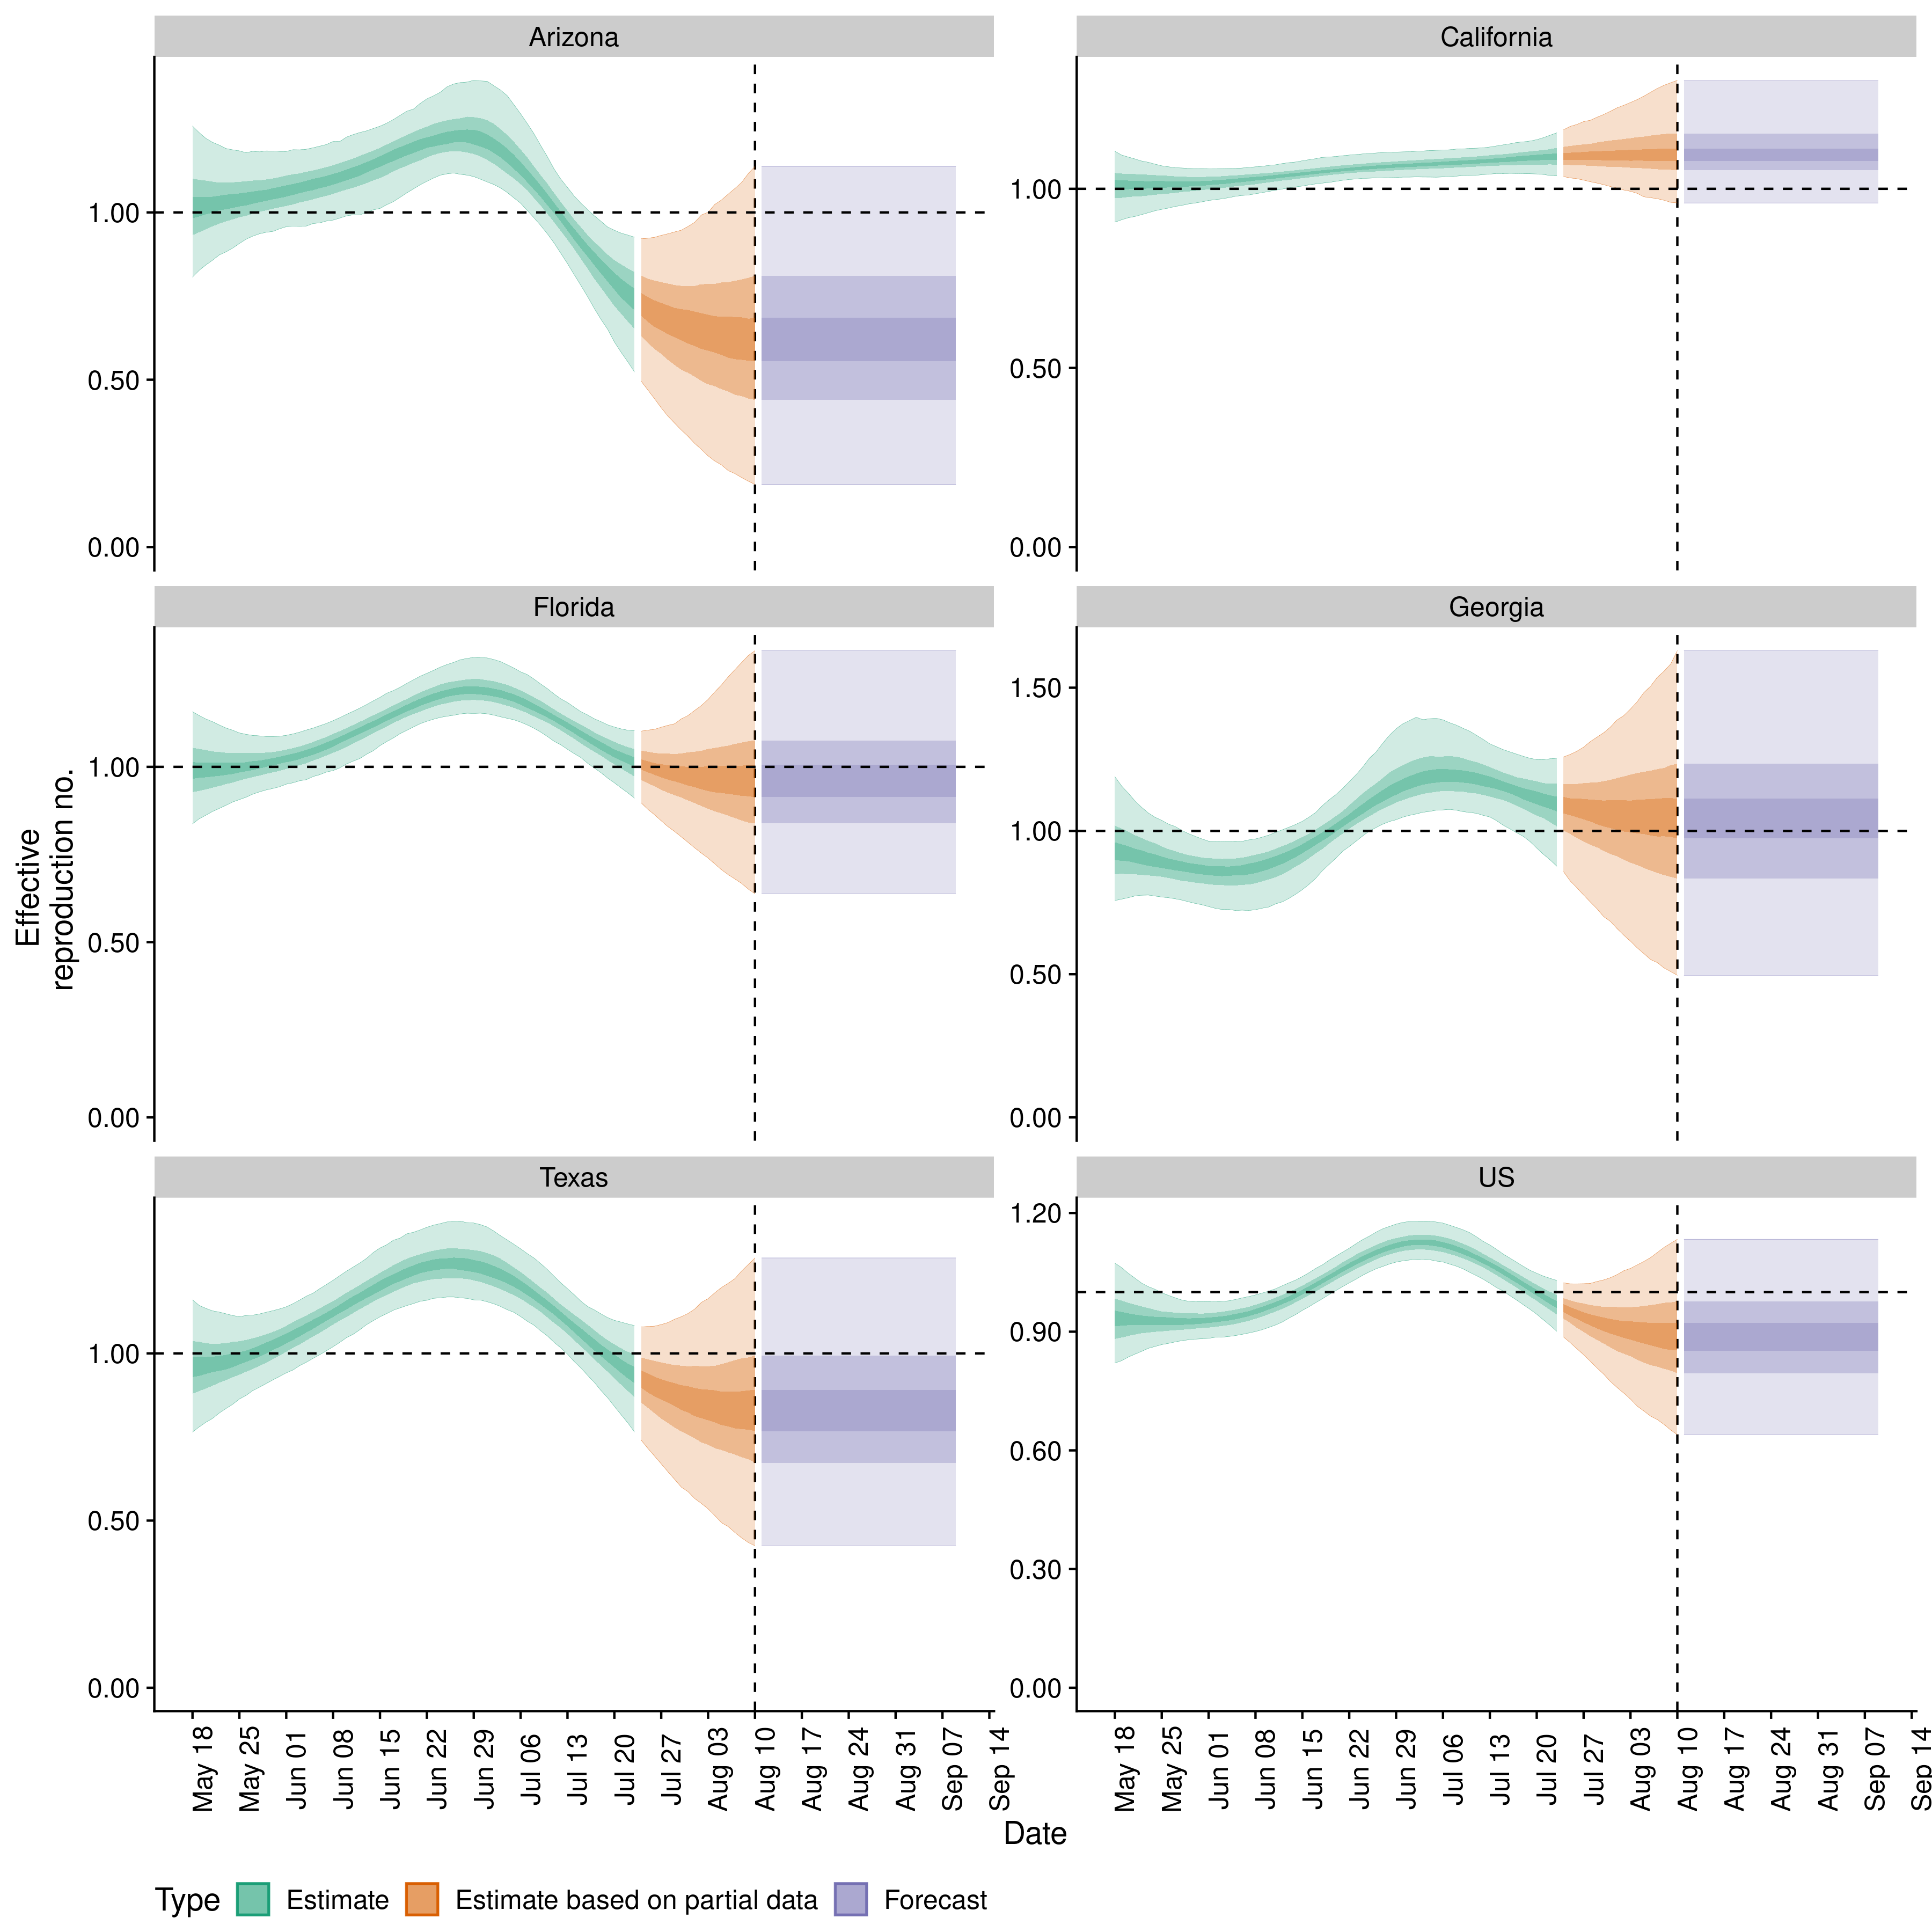 Arizona
California
1.00
0.50
0.00
1.00
0.50
0.00
Florida
Georgia
1.00
0.50
0.00
1.50
1.00
0.50
0.00
Effective
reproduction no.
Texas
US
1.00
0.50
0.00
1.20
0.90
0.60
0.30
0.00
May 18
May 25
Jun 01
Jun 08
Jun 15
Jun 22
Jun 29
Jul 06
Jul 13
Jul 20
Jul 27
Aug 03
Aug 10
Aug 17
Aug 24
Aug 31
Sep 07
Sep 14
May 18
May 25
Jun 01
Jun 08
Jun 15
Jun 22
Jun 29
Jul 06
Jul 13
Jul 20
Jul 27
Aug 03
Aug 10
Aug 17
Aug 24
Aug 31
Sep 07
Sep 14
Date
Type Estimate Estimate based on partial data Forecast